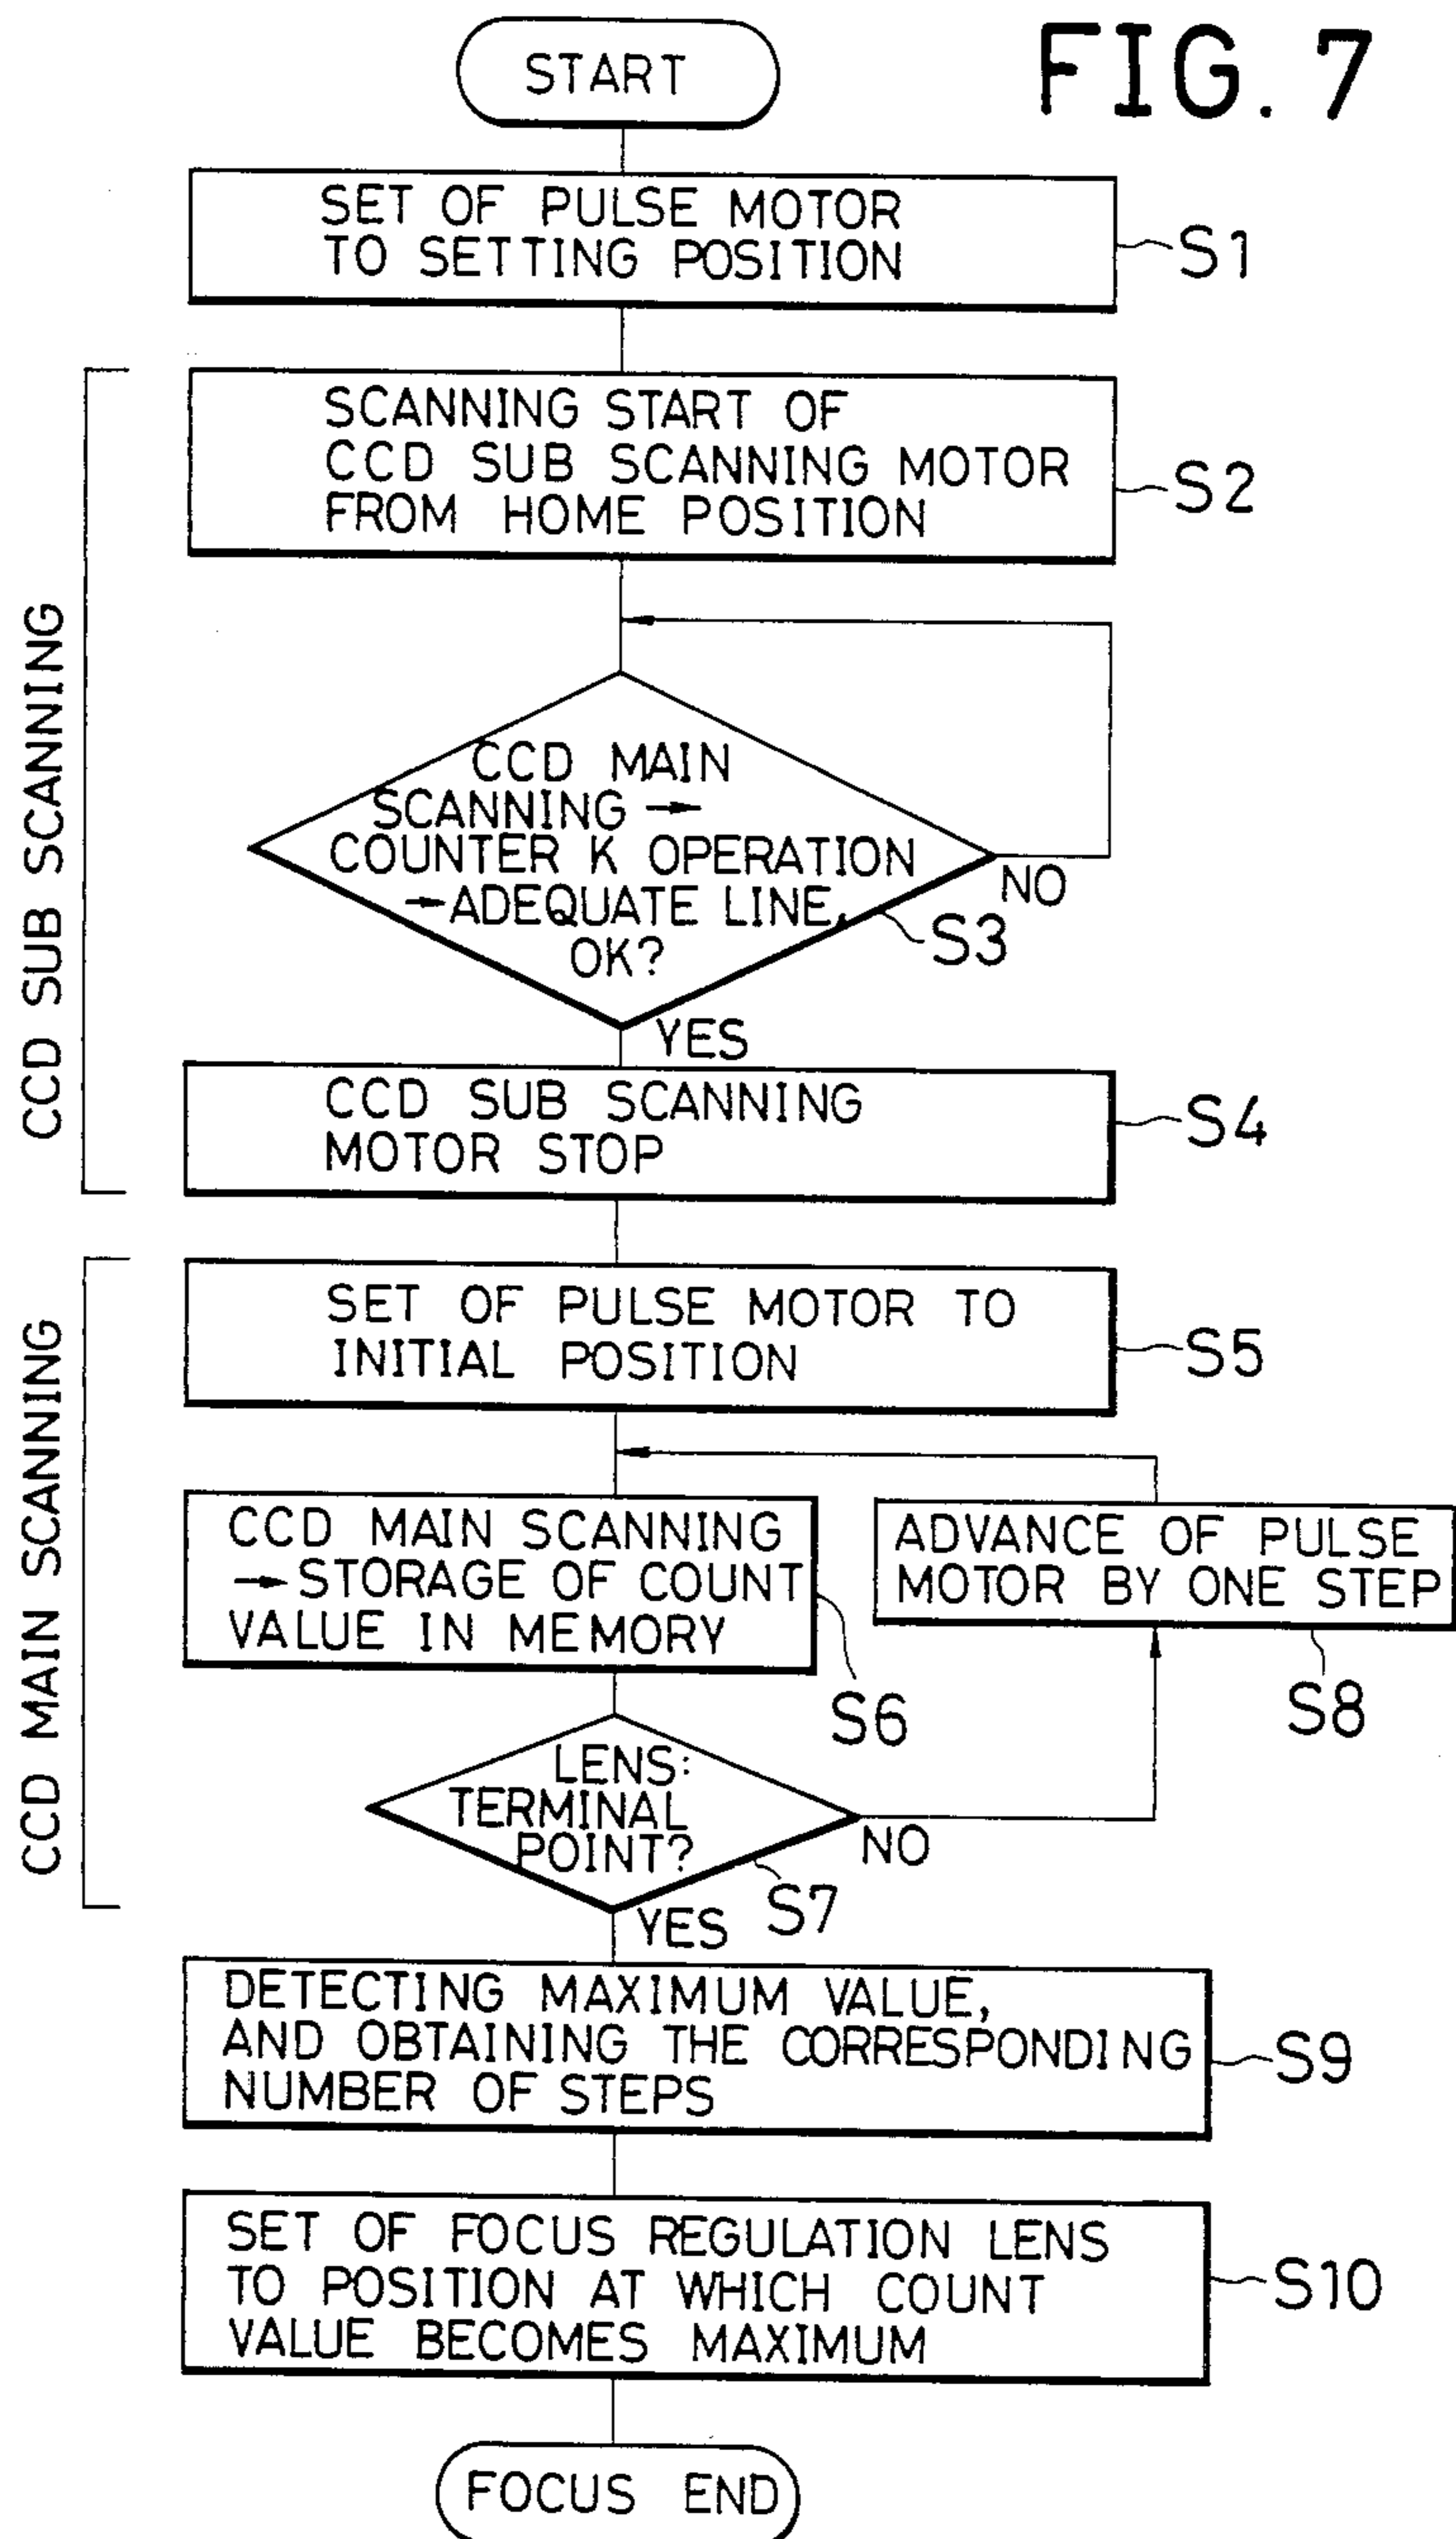 FIG. 7
START
SET OF PULSE MOTOR
TO SETTING POSITION
S1
CCD SUB SCANNING
SCANNING START OF
CCD SUB SCANNING MOTOR
FROM HOME POSITION
S2
CCD MAIN
SCANNING →
COUNTER K OPERATION
→ADEQUATE LINE,
OK?
NO
S3
YES
CCD SUB SCANNING
MOTOR STOP
S4
CCD MAIN SCANNING
SET OF PULSE MOTOR TO
INITIAL POSITION
S5
CCD MAIN SCANNING
→STORAGE OF COUNT
VALUE IN MEMORY
S6
ADVANCE OF PULSE
MOTOR BY ONE STEP
S8
LENS:
TERMINAL
POINT?
NO
S7
YES
DETECTING MAXIMUM VALUE,
AND OBTAINING THE CORRESPONDING
NUMBER OF STEPS
S9
SET OF FOCUS REGULATION LENS
TO POSITION AT WHICH COUNT
VALUE BECOMES MAXIMUM
S10
FOCUS END